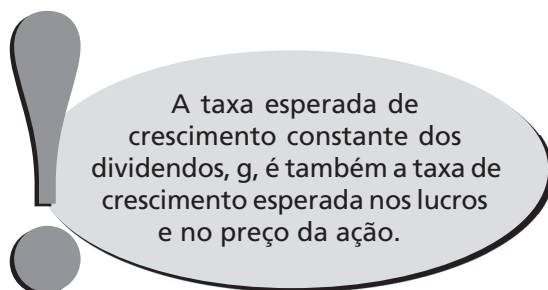 A taxa esperada de
crescimento constante dos
dividendos, g, é também a taxa de
crescimento esperada nos lucros
e no preço da ação.